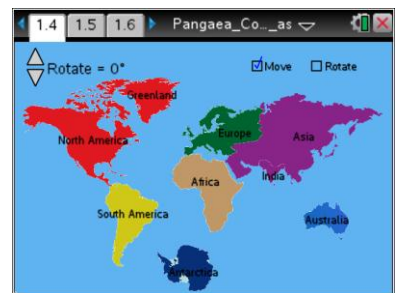 1.4 1.5 1.6 Pangaea_Co...as
Rotate = 0°
Move Rotate
Greenland
North America
Europe
Asia
Africa
India
South America
Australia
Antarctica